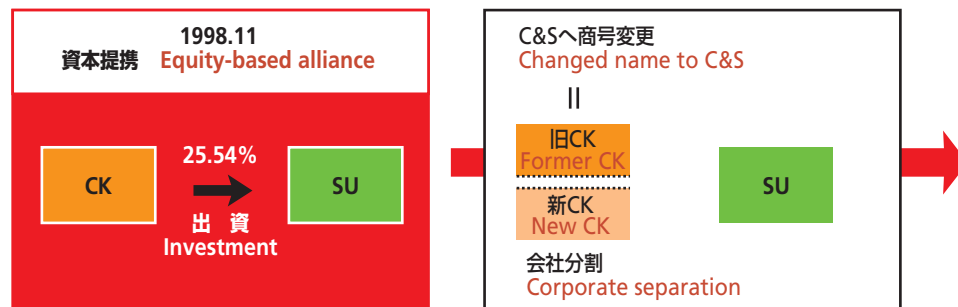 1998.11
資本提携 Equity-based alliance
CK
25.54%
出 資
Investment
SU
C&Sへ商号変更
Changed name to C&S
旧CK
Former CK
新CK
New CK
SU
会社分割
Corporate separation